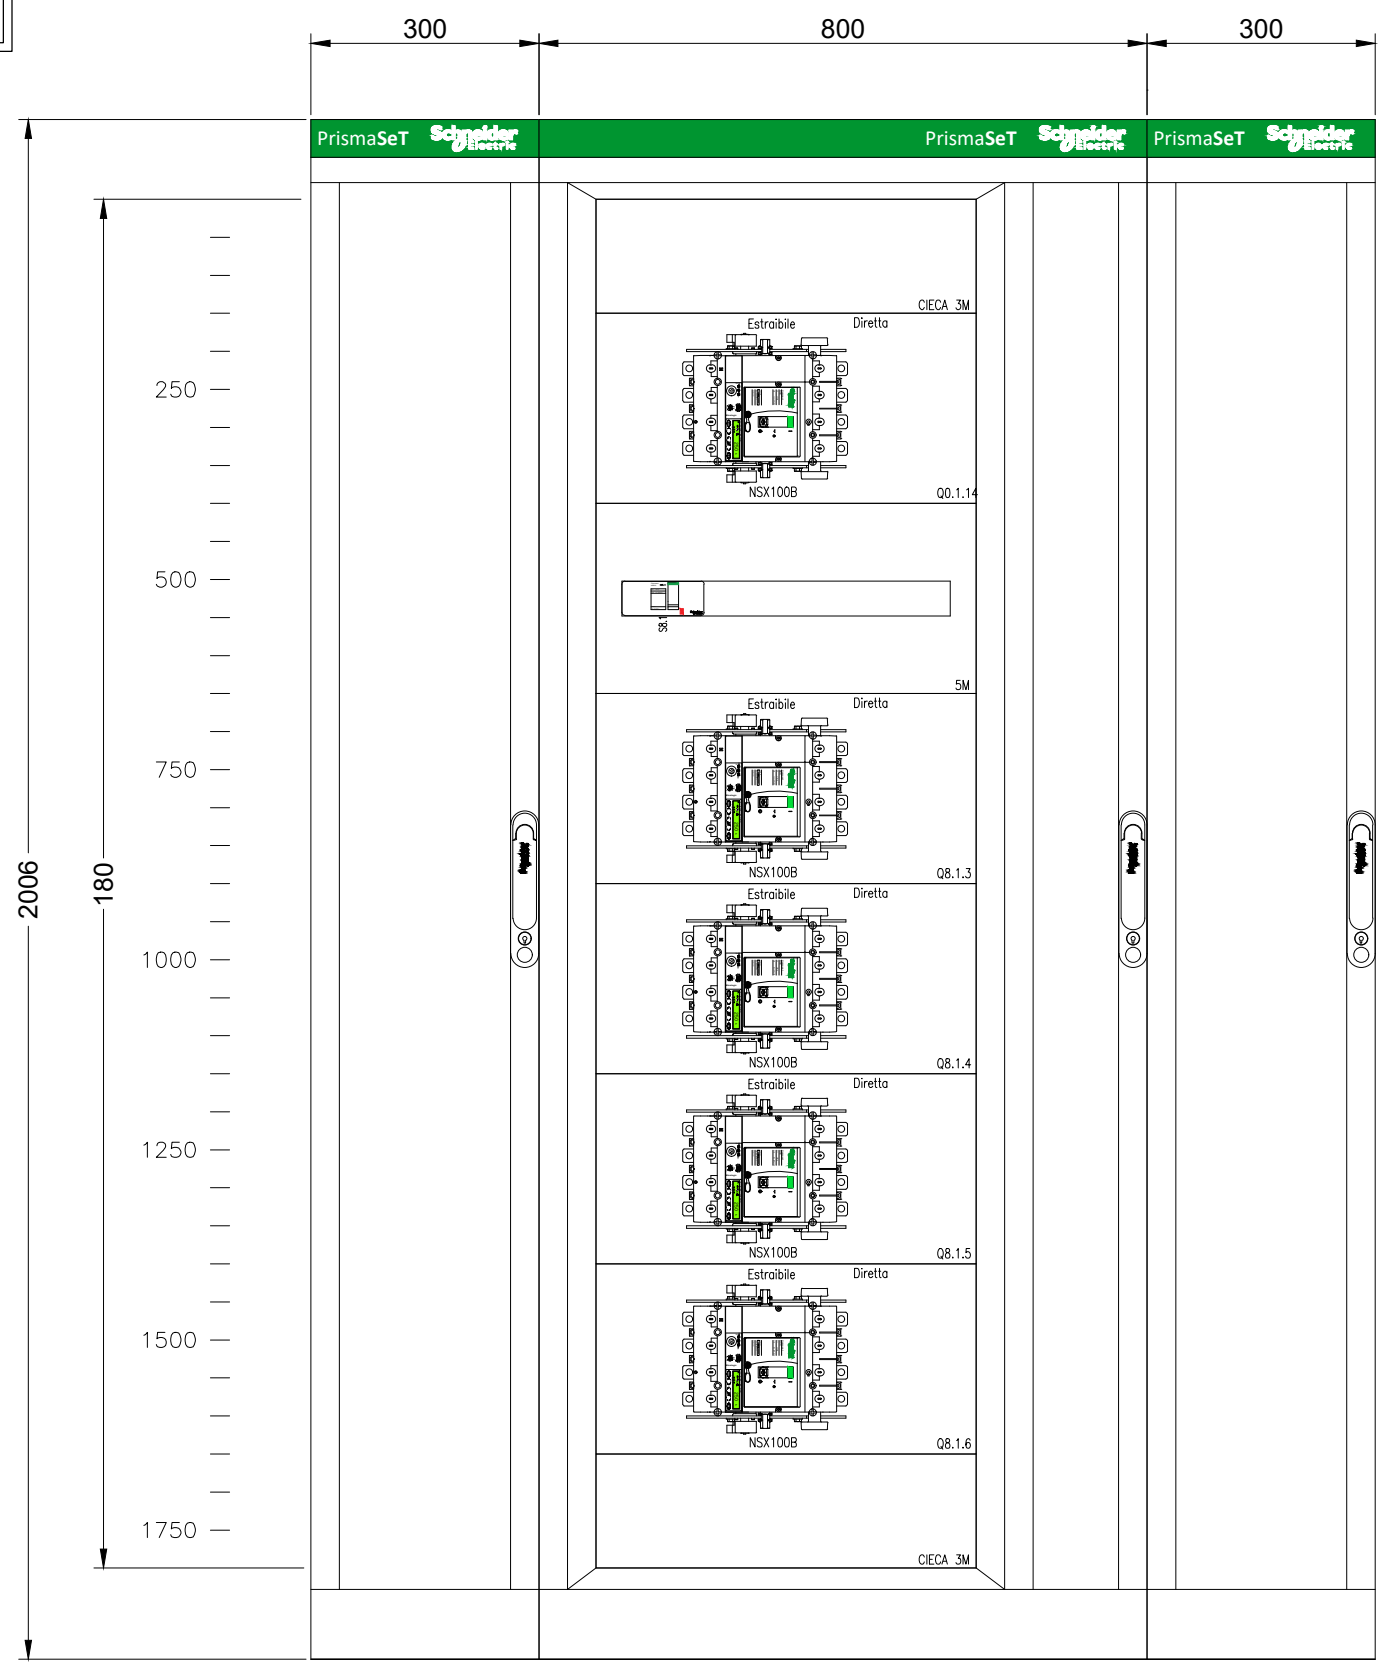 300 800 300
PrismaSeT Schneider Electric PrismaSeT Schneider Electric PrismaSeT Schneider Electric
CIECA 3M
Estraibile Diretta
250
NSX100B Q0.1.14
500
S8.1
5M
Estraibile Diretta
750
2006
180
NSX100B Q8.1.3
Estraibile Diretta
1000
NSX100B Q8.1.4
Estraibile Diretta
1250
NSX100B Q8.1.5
Estraibile Diretta
1500
NSX100B Q8.1.6
1750
CIECA 3M